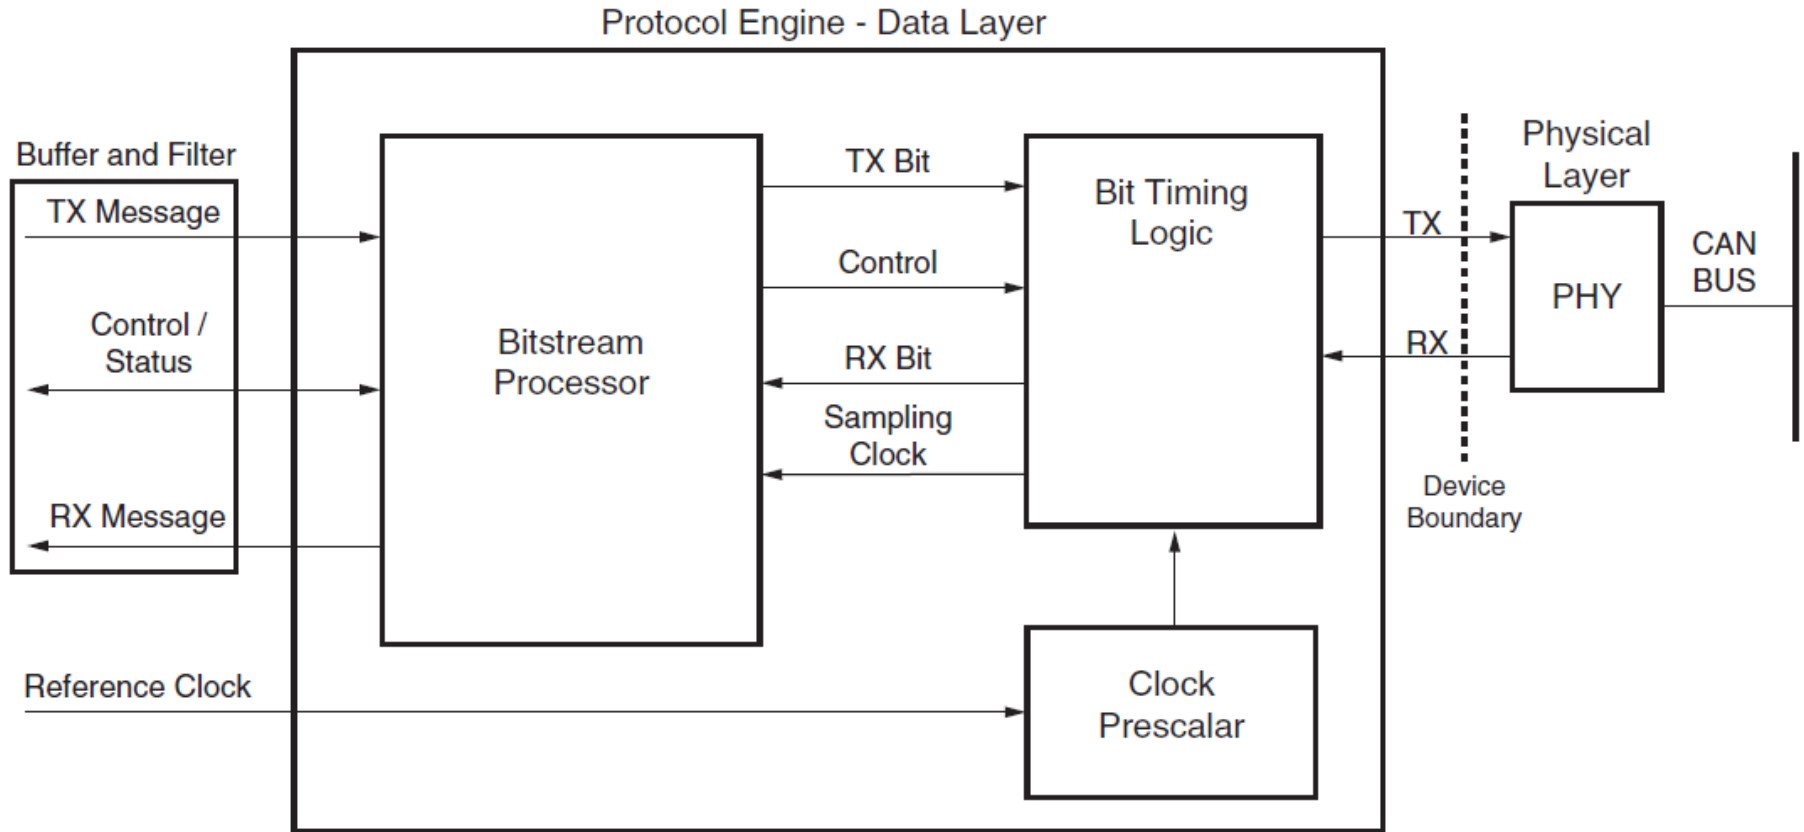 Protocol Engine - Data Layer
Buffer and Filter
TX Message
Control /
Status
RX Message
Reference Clock
Bitstream
Processor
TX Bit
Control
RX Bit
Sampling
Clock
Bit Timing
Logic
Clock
Prescalar
TX
RX
Device
Boundary
Physical
Layer
PHY
CAN
BUS